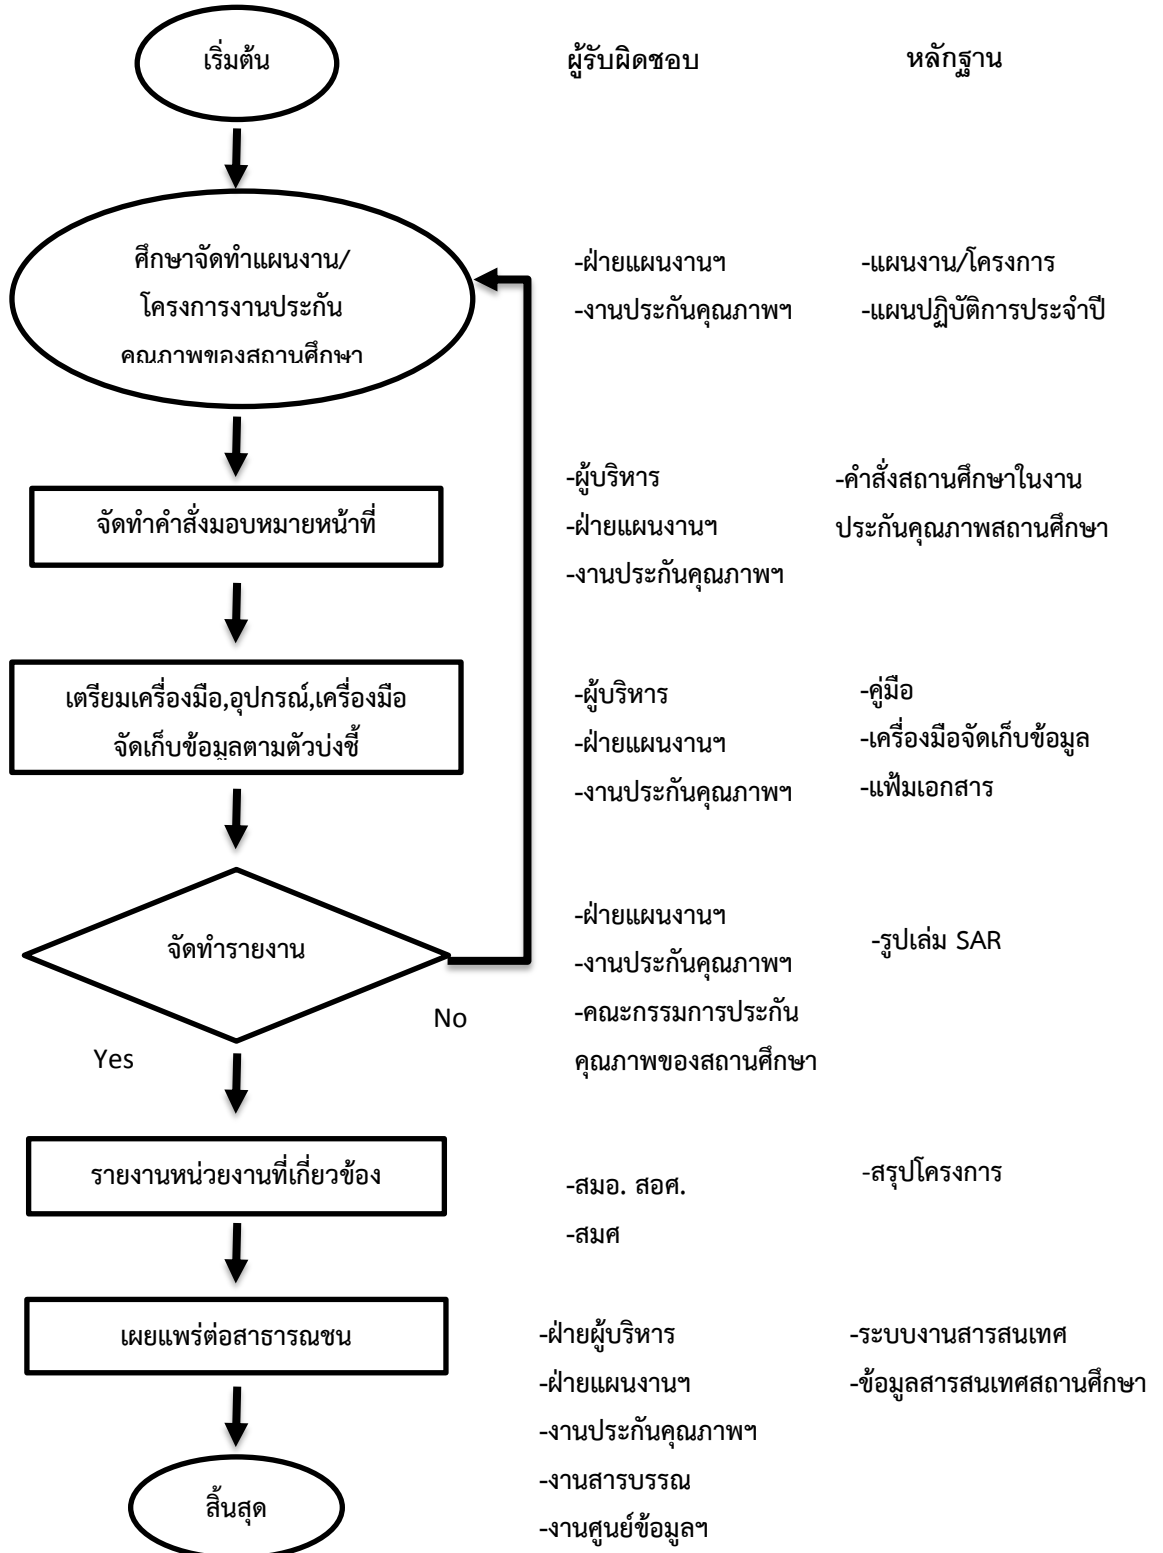 เริ่มต้น
ผู้รับผิดชอบ
หลักฐาน
ศึกษาจัดทำแผนงาน/
โครงการงานประกัน
คุณภาพของสถานศึกษา
-ฝ่ายแผนงานฯ
-งานประกันคุณภาพฯ
-แผนงาน/โครงการ
-แผนปฏิบัติการประจำปี
จัดทำคำสั่งมอบหมายหน้าที่
-ผู้บริหาร
-ฝ่ายแผนงานฯ
-งานประกันคุณภาพฯ
-คำสั่งสถานศึกษาในงาน
ประกันคุณภาพสถานศึกษา
เตรียมเครื่องมือ,อุปกรณ์,เครื่องมือ
จัดเก็บข้อมูลตามตัวบ่งชี้
-ผู้บริหาร
-ฝ่ายแผนงานฯ
-งานประกันคุณภาพฯ
-คู่มือ
-เครื่องมือจัดเก็บข้อมูล
-แฟ้มเอกสาร
จัดทำรายงาน
No
Yes
-ฝ่ายแผนงานฯ
-งานประกันคุณภาพฯ
-คณะกรรมการประกัน
คุณภาพของสถานศึกษา
-รูปเล่ม SAR
รายงานหน่วยงานที่เกี่ยวข้อง
-สมอ. สอศ.
-สมศ
-สรุปโครงการ
เผยแพร่ต่อสาธารณชน
-ฝ่ายผู้บริหาร
-ฝ่ายแผนงานฯ
-งานประกันคุณภาพฯ
-งานสารบรรณ
-งานศูนย์ข้อมูลฯ
-ระบบงานสารสนเทศ
-ข้อมูลสารสนเทศสถานศึกษา
สิ้นสุด